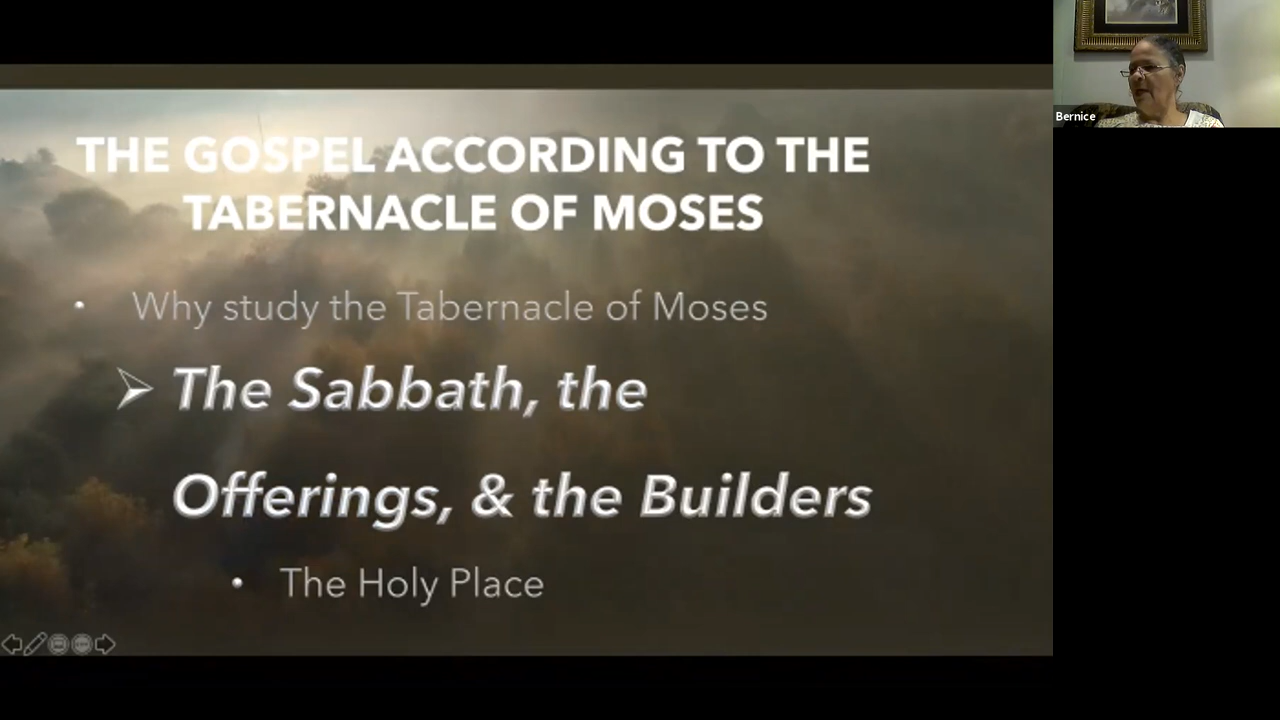 THE GOSPEL ACCORDING TO THE
TABERNACLE OF MOSES
• Why study the Tabernacle of Moses
➢ The Sabbath, the
Offerings, & the Builders
• The Holy Place
Bernice